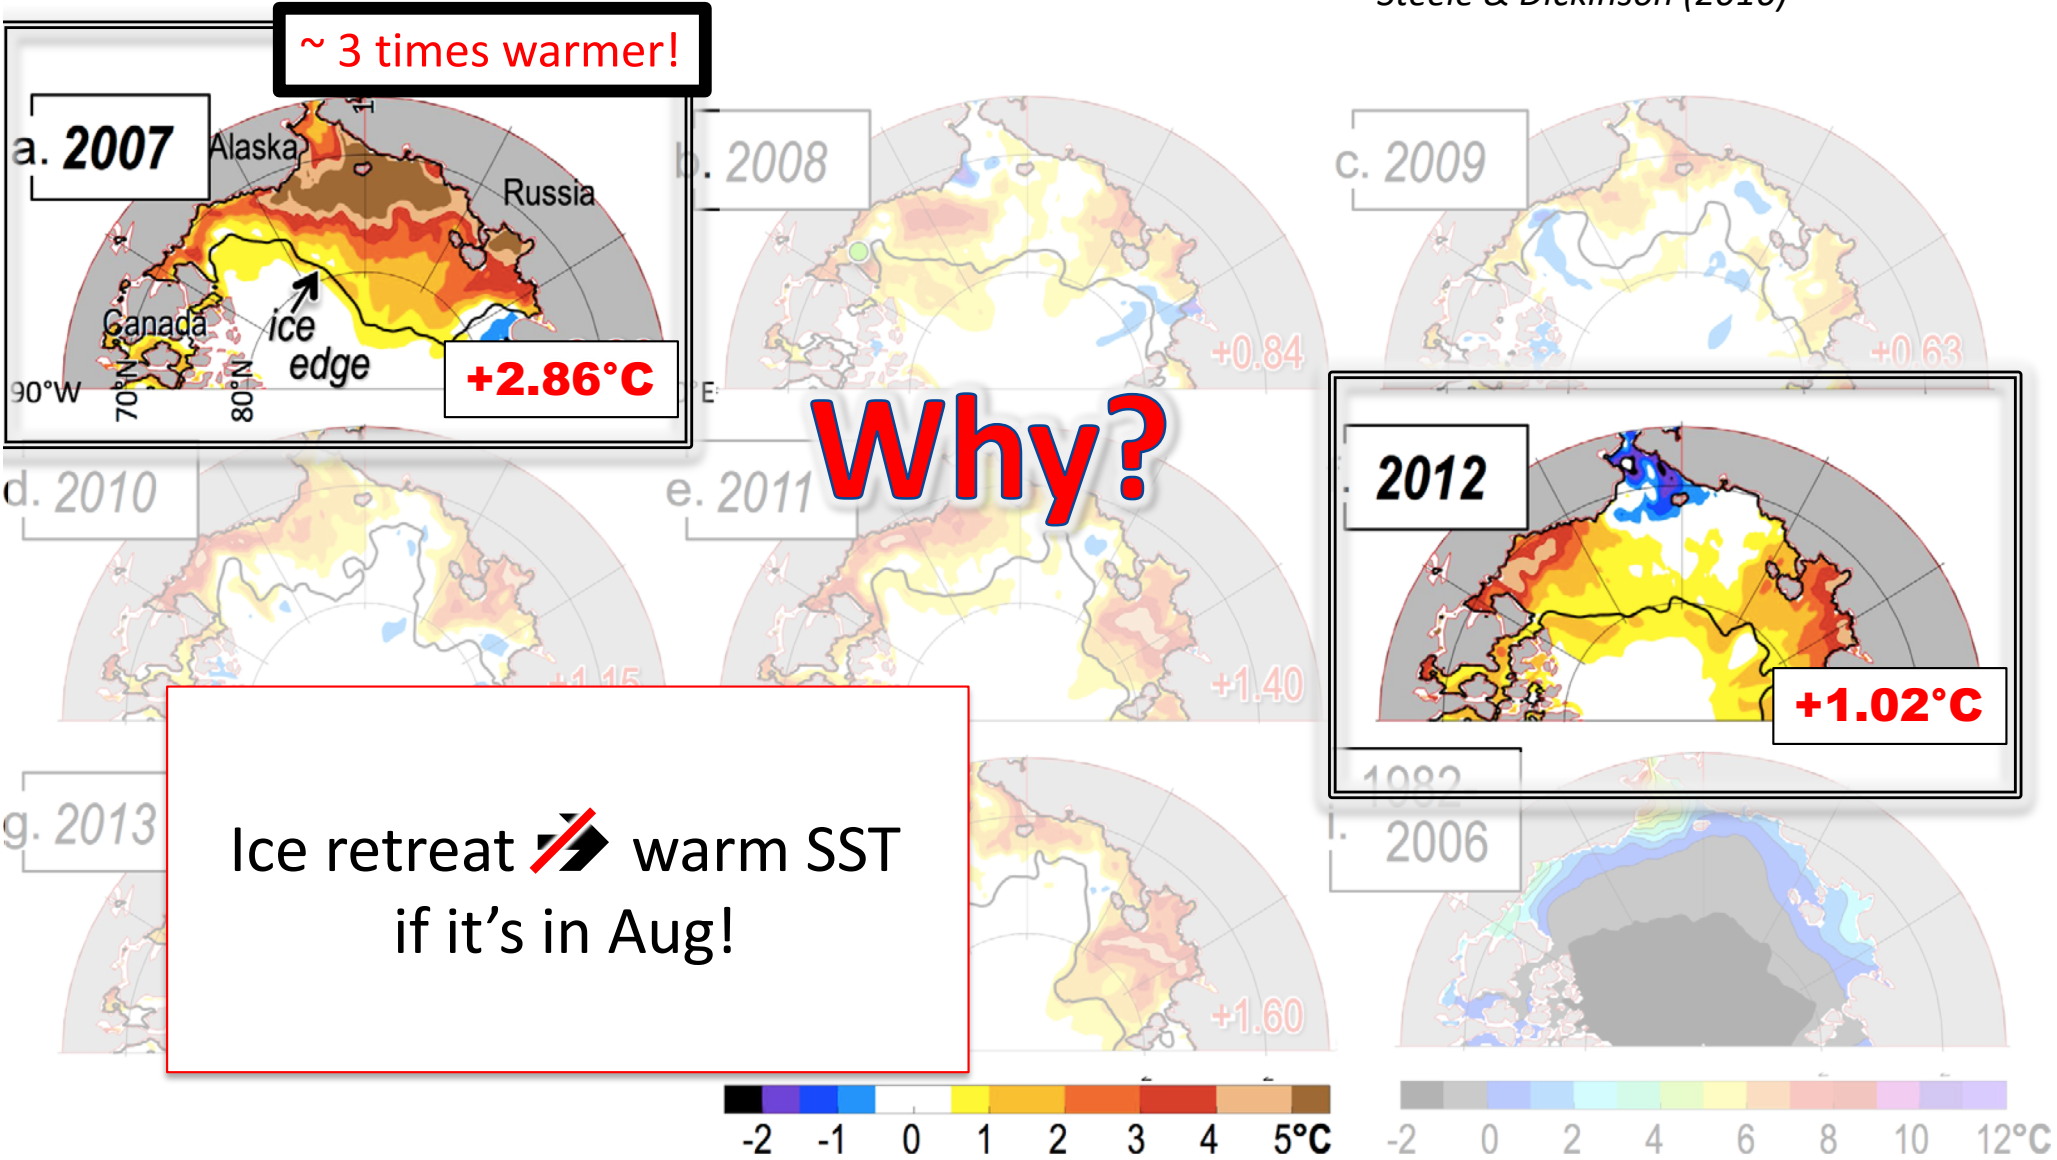 Steele & Dickinson (2016)
~ 3 times warmer!
a. 2007
Alaska
Russia
Canada
ice
edge
90°W
70°N
80°N
+2.86°C
b. 2008
+0.84
c. 2009
+0.63
Why?
d. 2010
+1.15
e. 2011
+1.40
2012
+1.02°C
g. 2013
Ice retreat warm SST
if it's in Aug!
+1.60
i. 1982-
2006
-2 -1 0 1 2 3 4 5°C
-2 0 2 4 6 8 10 12°C